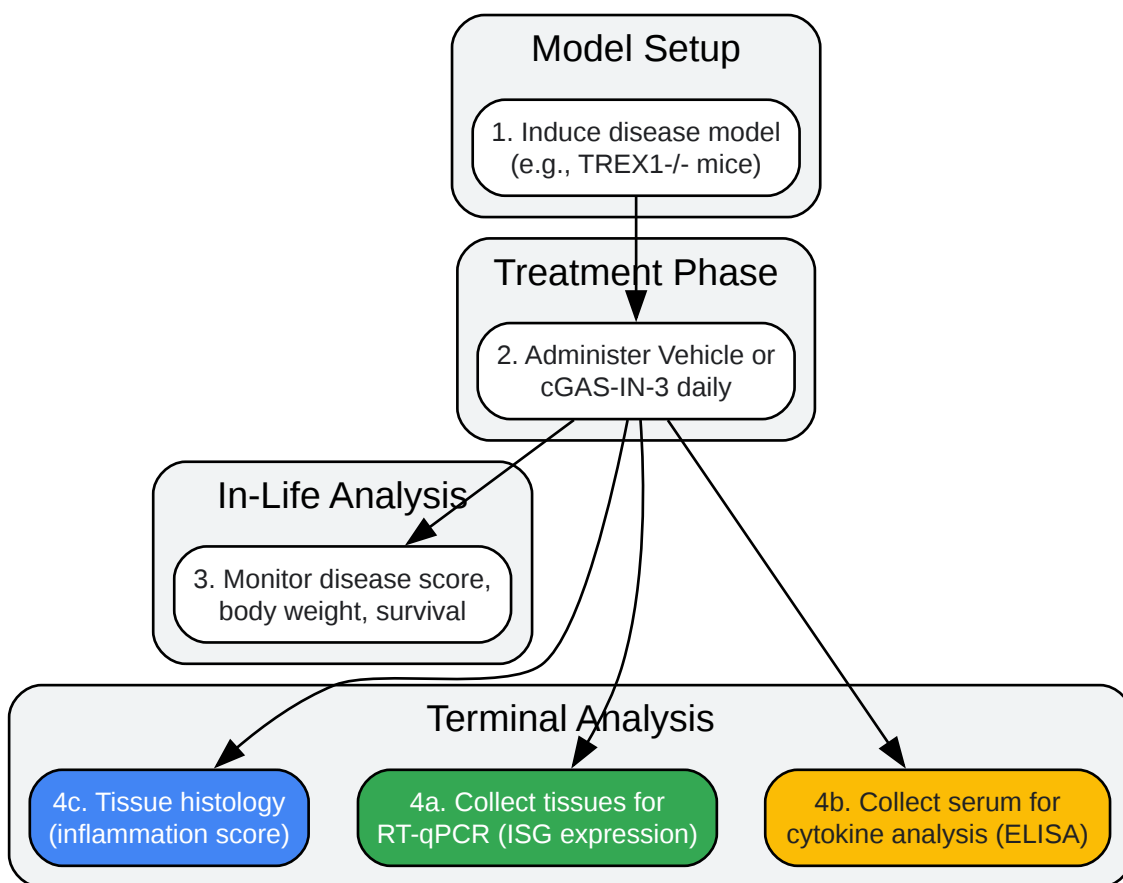 Model Setup
1. Induce disease model
(e.g., TREX1-/- mice)
Treatment Phase
2. Administer Vehicle or
cGAS-IN-3 daily
In-Life Analysis
3. Monitor disease score,
body weight, survival
Terminal Analysis
4c. Tissue histology
(inflammation score)
4a. Collect tissues for
RT-qPCR (ISG expression)
4b. Collect serum for
cytokine analysis (ELISA)